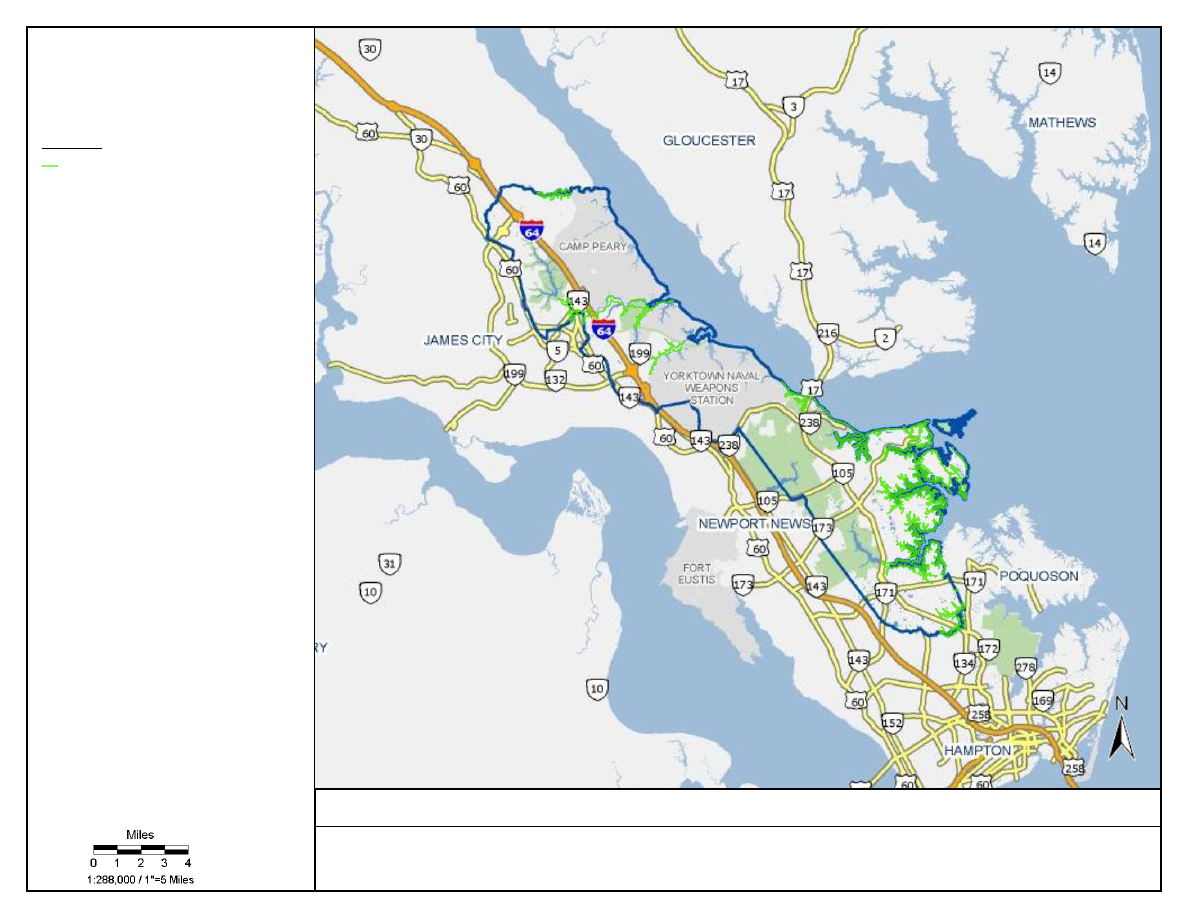 30
17
14
3
MATHEWS
60
30
GLOUCESTER
60
17
64
14
CAMP PEARY
60
17
143
64
216
2
JAMES CITY
5
199
60
199
132
YORKTOWN NAVAL
WEAPONS
STATION
17
143
238
60
143
238
105
105
NEWPORT NEWS
173
60
31
FORT
EUSTIS
POQUOSON
10
173
143
171
171
RY
172
143
134
278
10
60
169
N
258
152
HAMPTON
258
60
60
Miles
0 1 2 3 4
1:288,000 / 1"=5 Miles